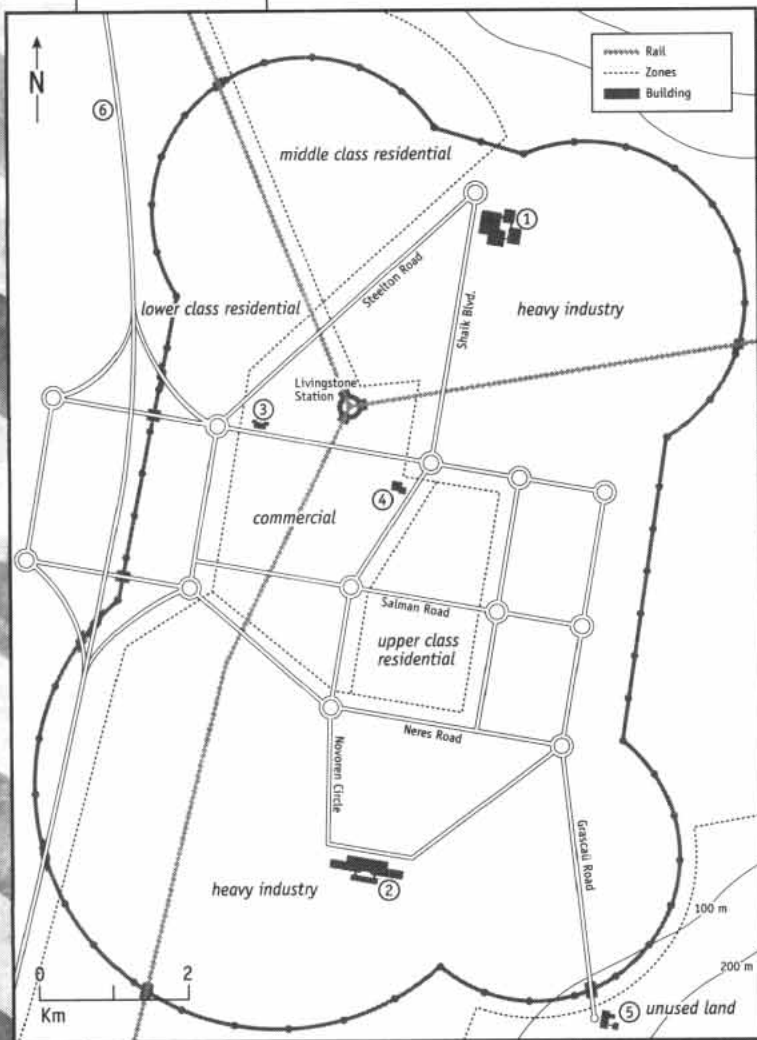 N
Rail
Zones
Building
6
middle class residential
1
Steelton Road
Shaik Blvd.
lower class residential
heavy industry
Livingstone
Station
3
4
commercial
Salman Road
upper class
residential
Neres Road
Novoren Circle
Grascaü Road
2
heavy industry
100 m
200 m
0 2
Km
5
unused land